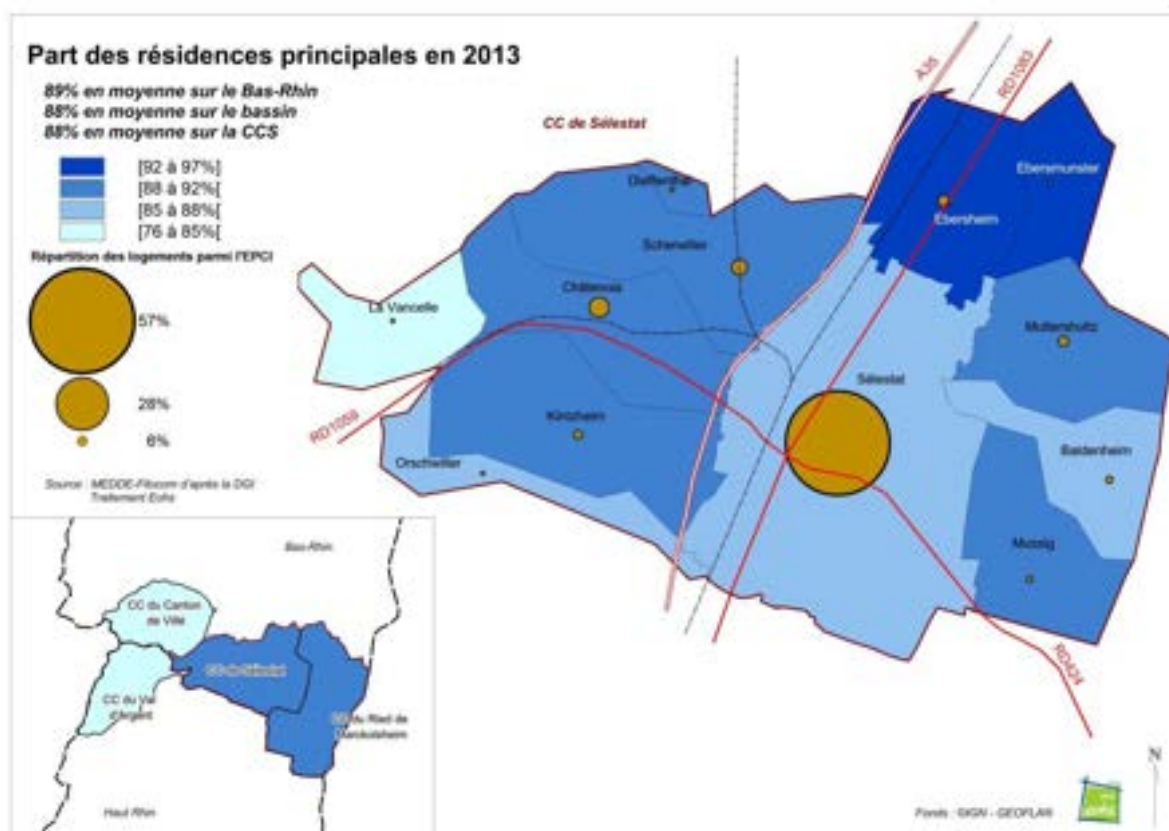 Part des résidences principales en 2013
89% en moyenne sur le Bas-Rhin
88% en moyenne sur le bassin
88% en moyenne sur la CCS
[92 à 97%]
[88 à 92%[
[85 à 88%[
[76 à 85%[
Répartition des logements parmi l'EPCI
57%
28%
6%
Source : MEDDE-Filocom d'après la DGI
Traitement Eohs
CC de Sélestat
A35
RD1083
Ebersmunster
Ebersheim
Dieffenthal
Scherwiller
Châtenois
La Vancelle
Muttersholtz
Sélestat
Kintzheim
RD1059
Orschwiller
Baldenheim
Mussig
RD424
Bas-Rhin
CC du Canton
de Villé
CC de Sélestat
CC du Val
d'Argent
CC du Ried de
Marckolsheim
Haut Rhin
N
Fonds : ©IGN - GEOFLA®